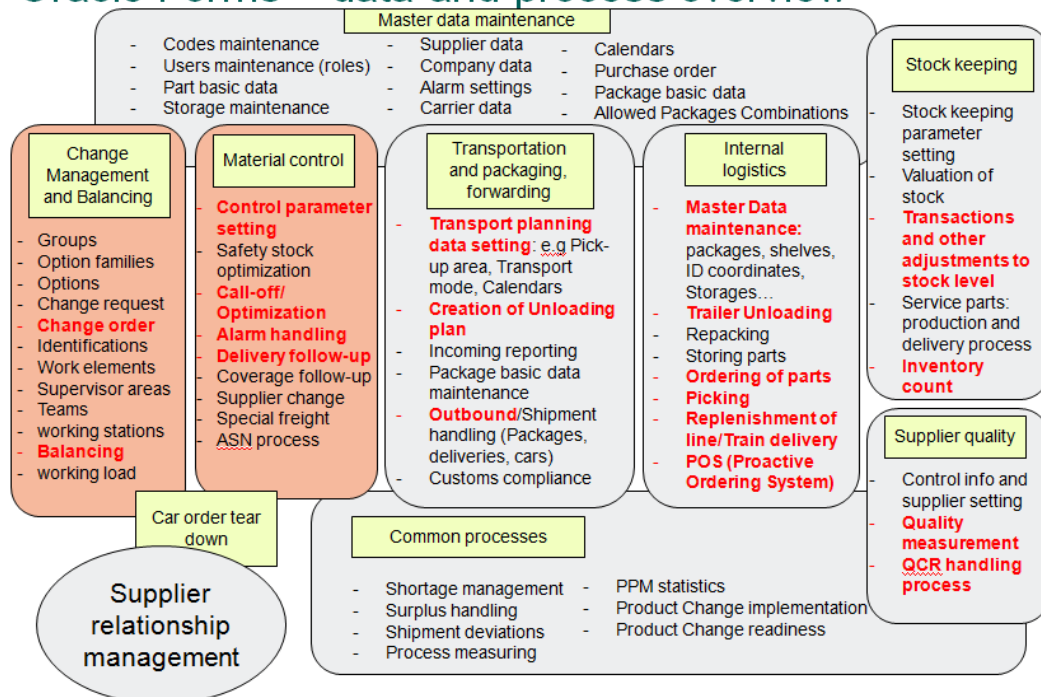 Oracle Forms – data and process overview
Master data maintenance
- Codes maintenance
- Users maintenance (roles)
- Part basic data
- Storage maintenance
- Supplier data
- Company data
- Alarm settings
- Carrier data
- Calendars
- Purchase order
- Package basic data
- Allowed Packages Combinations
Stock keeping
- Stock keeping
parameter
setting
- Valuation of
stock
- Transactions
and other
adjustments to
stock level
- Service parts:
production and
delivery process
- Inventory
count
Change
Management
and Balancing
- Groups
- Option families
- Options
- Change request
- Change order
- Identifications
- Work elements
- Supervisor areas
- Teams
- working stations
- Balancing
- working load
Material control
- Control parameter
setting
- Safety stock
optimization
- Call-off/
Optimization
- Alarm handling
- Delivery follow-up
- Coverage follow-up
- Supplier change
- Special freight
- ASN process
Transportation
and packaging,
forwarding
- Transport planning
data setting: e.g Pick-
up area, Transport
mode, Calendars
- Creation of Unloading
plan
- Incoming reporting
- Package basic data
maintenance
- Outbound/Shipment
handling (Packages,
deliveries, cars)
- Customs compliance
Internal
logistics
- Master Data
maintenance:
packages, shelves,
ID coordinates,
Storages…
- Trailer Unloading
- Repacking
- Storing parts
- Ordering of parts
- Picking
- Replenishment of
line/Train delivery
- POS (Proactive
Ordering System)
Supplier quality
- Control info and
supplier setting
- Quality
measurement
- QCR handling
process
Car order tear
down
Supplier
relationship
management
Common processes
- Shortage management
- Surplus handling
- Shipment deviations
- Process measuring
- PPM statistics
- Product Change implementation
- Product Change readiness